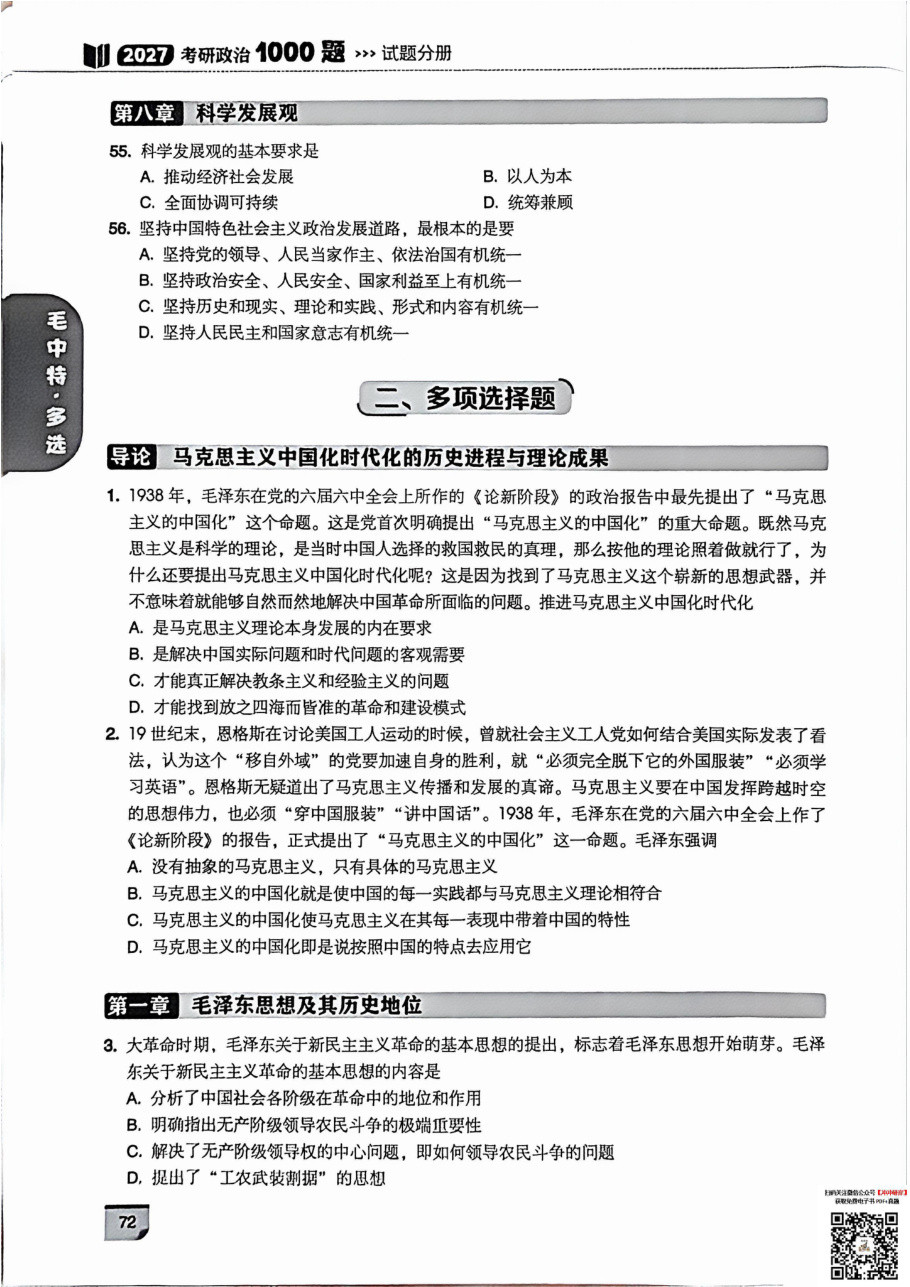 2027 考研政治1000题 >>> 试题分册
第八章 科学发展观
55. 科学发展观的基本要求是
A. 推动经济社会发展 B. 以人为本
C. 全面协调可持续 D. 统筹兼顾
56. 坚持中国特色社会主义政治发展道路，最根本的是要
A. 坚持党的领导、人民当家作主、依法治国有机统一
B. 坚持政治安全、人民安全、国家利益至上有机统一
C. 坚持历史和现实、理论和实践、形式和内容有机统一
D. 坚持人民民主和国家意志有机统一
毛中特·多选
二、多项选择题
导论 马克思主义中国化时代化的历史进程与理论成果
1. 1938 年，毛泽东在党的六届六中全会上所作的《论新阶段》的政治报告中最先提出了“马克思
主义的中国化”这个命题。这是党首次明确提出“马克思主义的中国化”的重大命题。既然马克
思主义是科学的理论，是当时中国人选择的救国救民的真理，那么按他的理论照着做就行了，为
什么还要提出马克思主义中国化时代化呢？这是因为找到了马克思主义这个崭新的思想武器，并
不意味着就能够自然而然地解决中国革命所面临的问题。推进马克思主义中国化时代化
A. 是马克思主义理论本身发展的内在要求
B. 是解决中国实际问题和时代问题的客观需要
C. 才能真正解决教条主义和经验主义的问题
D. 才能找到放之四海而皆准的革命和建设模式
2. 19 世纪末，恩格斯在讨论美国工人运动的时候，曾就社会主义工人党如何结合美国实际发表了看
法，认为这个“移自外域”的党要加速自身的胜利，就“必须完全脱下它的外国服装”“必须学
习英语”。恩格斯无疑道出了马克思主义传播和发展的真谛。马克思主义要在中国发挥跨越时空
的思想伟力，也必须“穿中国服装”“讲中国话”。1938 年，毛泽东在党的六届六中全会上作了
《论新阶段》的报告，正式提出了“马克思主义的中国化”这一命题。毛泽东强调
A. 没有抽象的马克思主义，只有具体的马克思主义
B. 马克思主义的中国化就是使中国的每一实践都与马克思主义理论相符合
C. 马克思主义的中国化使马克思主义在其每一表现中带着中国的特性
D. 马克思主义的中国化即是说按照中国的特点去应用它
第一章 毛泽东思想及其历史地位
3. 大革命时期，毛泽东关于新民主主义革命的基本思想的提出，标志着毛泽东思想开始萌芽。毛泽
东关于新民主主义革命的基本思想的内容是
A. 分析了中国社会各阶级在革命中的地位和作用
B. 明确指出无产阶级领导农民斗争的极端重要性
C. 解决了无产阶级领导权的中心问题，即如何领导农民斗争的问题
D. 提出了“工农武装割据”的思想
72
扫码关注微信公众号【冲冲研资】
获取免费电子书PDF+真题